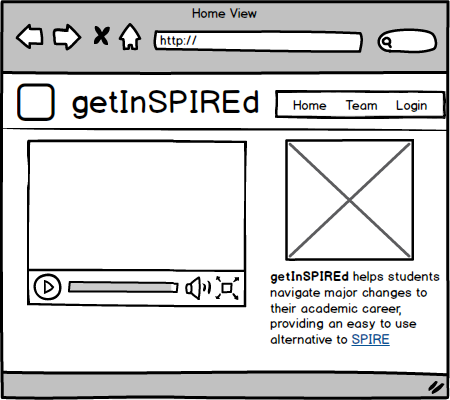 Home View
http://
getInSPIREd
Home Team Login
getInSPIREd helps students
navigate major changes to
their academic career,
providing an easy to use
alternative to SPIRE